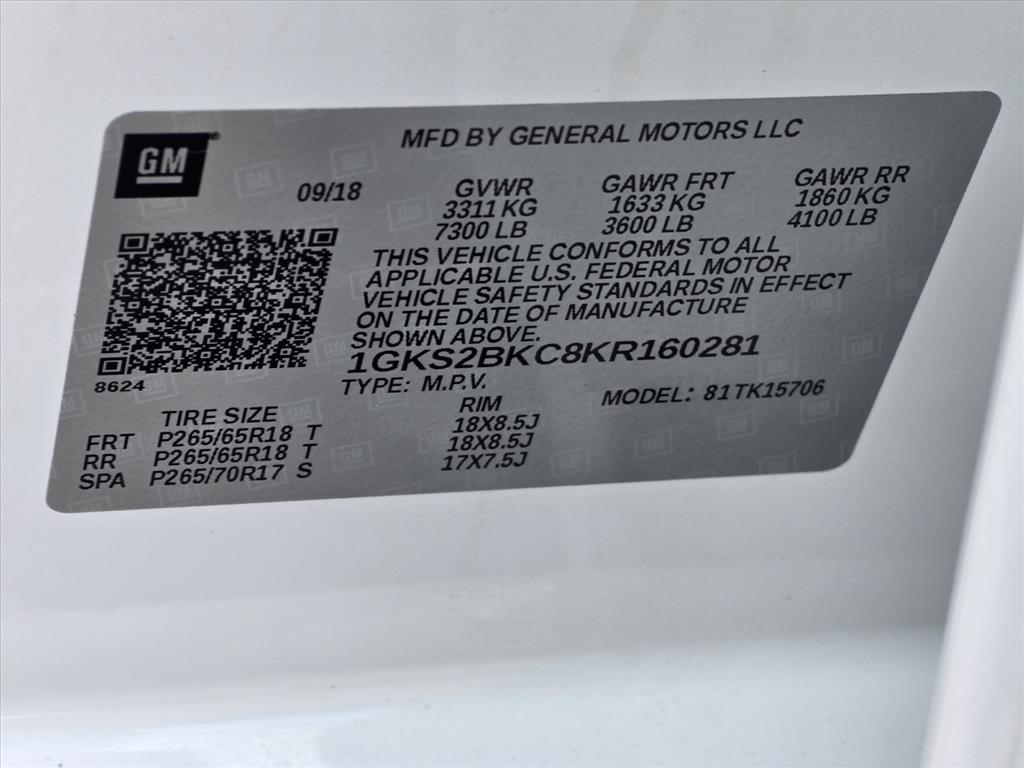 GM
MFD BY GENERAL MOTORS LLC
09/18
GVWR
3311 KG
7300 LB
GAWR FRT
1633 KG
3600 LB
GAWR RR
1860 KG
4100 LB
THIS VEHICLE CONFORMS TO ALL
APPLICABLE U.S. FEDERAL MOTOR
VEHICLE SAFETY STANDARDS IN EFFECT
ON THE DATE OF MANUFACTURE
SHOWN ABOVE.
1GKS2BKC8KR160281
8624
TYPE: M.P.V.
MODEL: 81TK15706
TIRE SIZE RIM
FRT P265/65R18 T 18X8.5J
RR P265/65R18 T 18X8.5J
SPA P265/70R17 S 17X7.5J